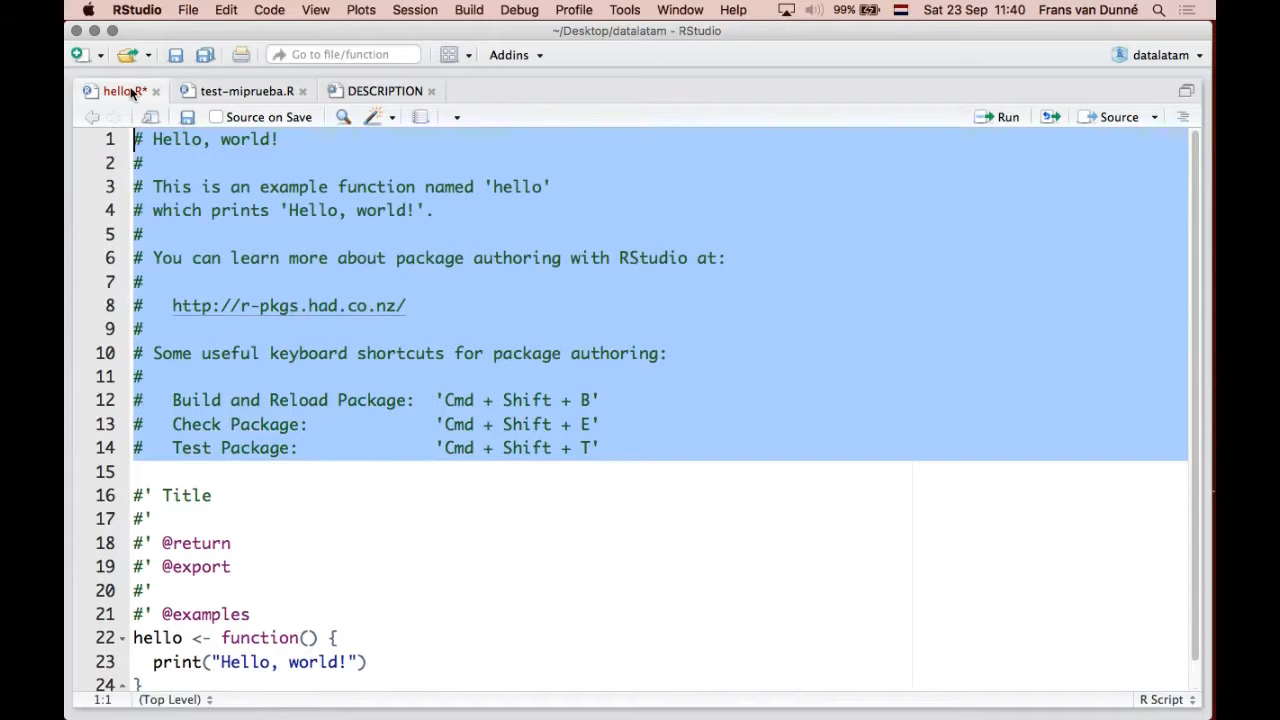 RStudio File Edit Code View Plots Session Build Debug Profile Tools Window Help 99% Sat 23 Sep 11:40 Frans van Dunné
~/Desktop/datalatam - RStudio
Go to file/function Addins datalatam
hello.R* test-miprueba.R DESCRIPTION
Source on Save Run Source
1 # Hello, world!
2 #
3 # This is an example function named 'hello'
4 # which prints 'Hello, world!'.
5 #
6 # You can learn more about package authoring with RStudio at:
7 #
8 # http://r-pkgs.had.co.nz/
9 #
10 # Some useful keyboard shortcuts for package authoring:
11 #
12 # Build and Reload Package: 'Cmd + Shift + B'
13 # Check Package: 'Cmd + Shift + E'
14 # Test Package: 'Cmd + Shift + T'
15
16 #' Title
17 #'
18 #' @return
19 #' @export
20 #'
21 #' @examples
22 hello <- function() {
23 print("Hello, world!")
24 }
1:1 (Top Level) R Script